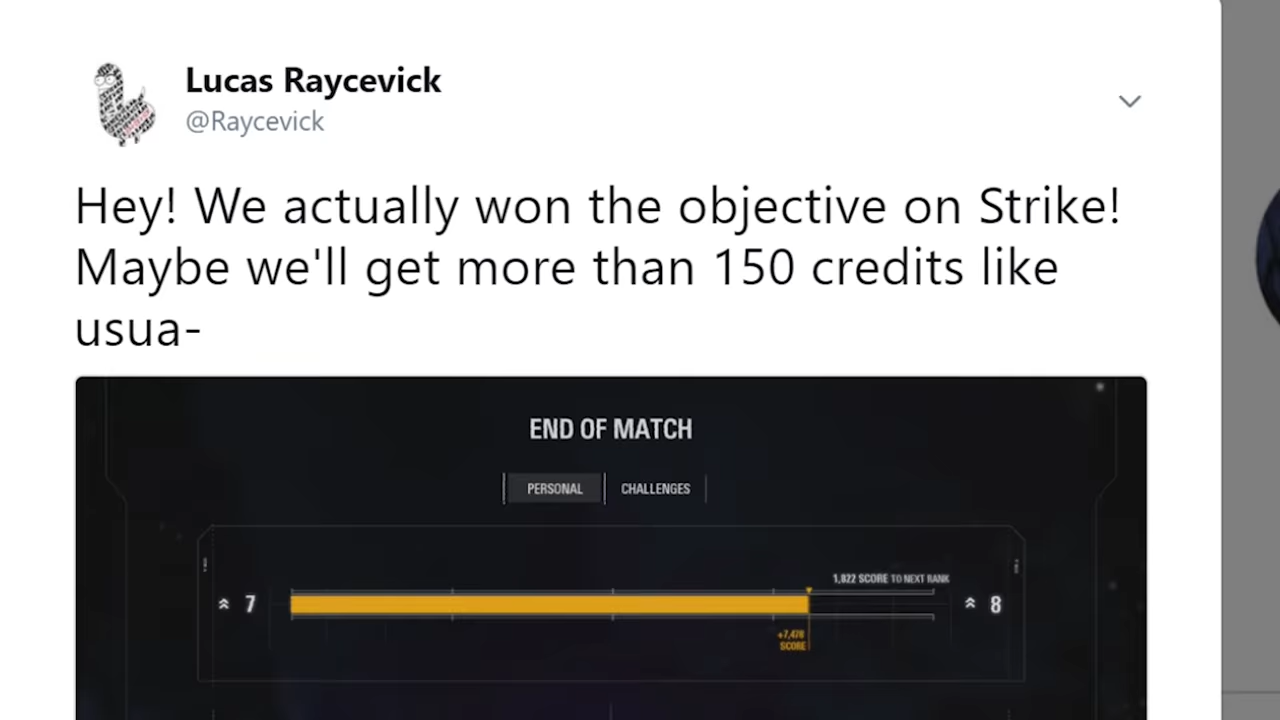 Lucas Raycevick
@Raycevick
Hey! We actually won the objective on Strike!
Maybe we'll get more than 150 credits like
usua-
END OF MATCH
PERSONAL
CHALLENGES
1,822 SCORE TO NEXT RANK
7
8
+7,478
SCORE